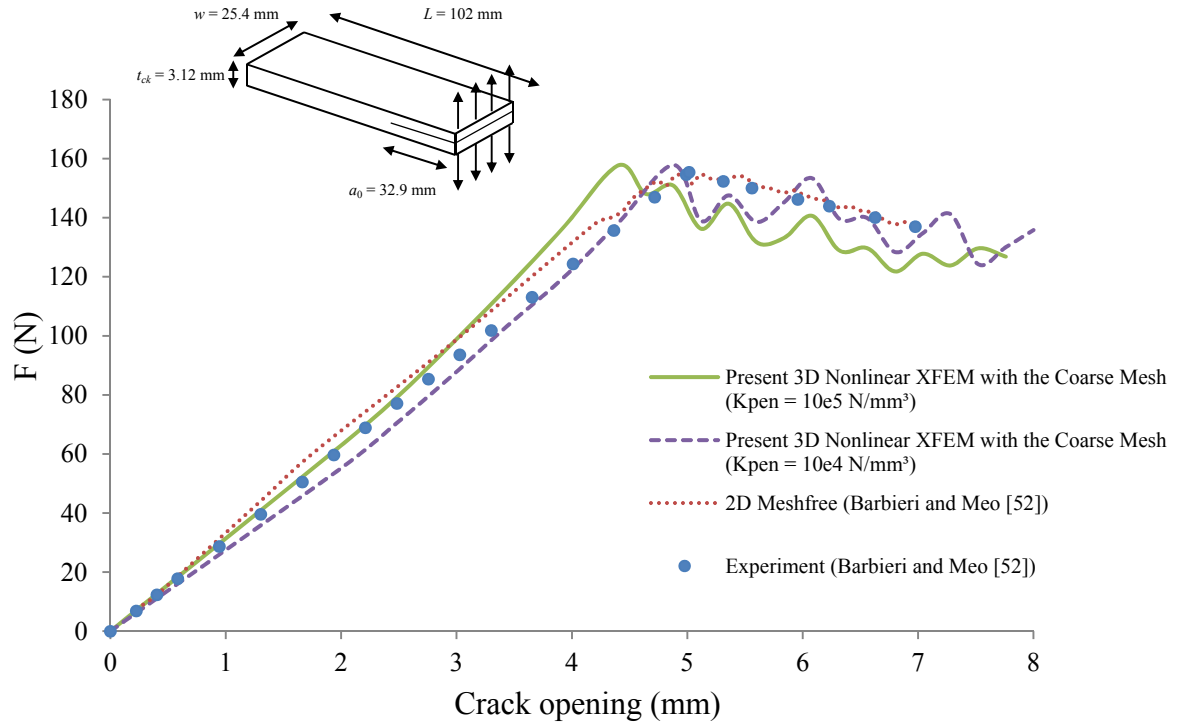 w = 25.4 mm
L = 102 mm
t_ck = 3.12 mm
a_0 = 32.9 mm
180
160
140
120
100
80
60
40
20
0
F (N)
0 1 2 3 4 5 6 7 8
Crack opening (mm)
Present 3D Nonlinear XFEM with the Coarse Mesh
(Kpen = 10e5 N/mm³)
Present 3D Nonlinear XFEM with the Coarse Mesh
(Kpen = 10e4 N/mm³)
2D Meshfree (Barbieri and Meo [52])
Experiment (Barbieri and Meo [52])